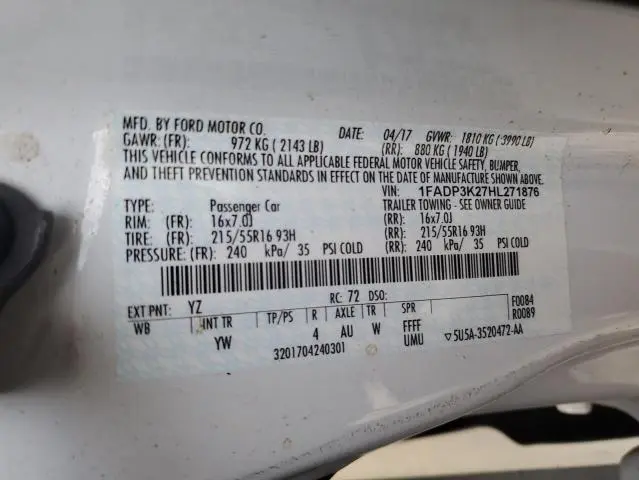 MFD. BY FORD MOTOR CO. DATE: 04/17 GVWR: 1810 KG ( 3990 LB)
GAWR: (FR): 972 KG ( 2143 LB) (RR): 880 KG ( 1940 LB)
THIS VEHICLE CONFORMS TO ALL APPLICABLE FEDERAL MOTOR VEHICLE SAFETY, BUMPER,
AND THEFT PREVENTION STANDARDS IN EFFECT ON THE DATE OF MANUFACTURE SHOWN ABOVE.
VIN: 1FADP3K27HL271876
TYPE: Passenger Car TRAILER TOWING - SEE OWNER GUIDE
RIM: (FR): 16x7.0J (RR): 16x7.0J
TIRE: (FR): 215/55R16 93H (RR): 215/55R16 93H
PRESSURE: (FR): 240 kPa/ 35 PSI COLD (RR): 240 kPa/ 35 PSI COLD
EXT PNT: YZ RC: 72 DSO: F0084
WB INT TR TP/PS R AXLE TR SPR R0089
YW 4 AU W FFFF
3201704240301 UMU ▽5U5A-3520472-AA